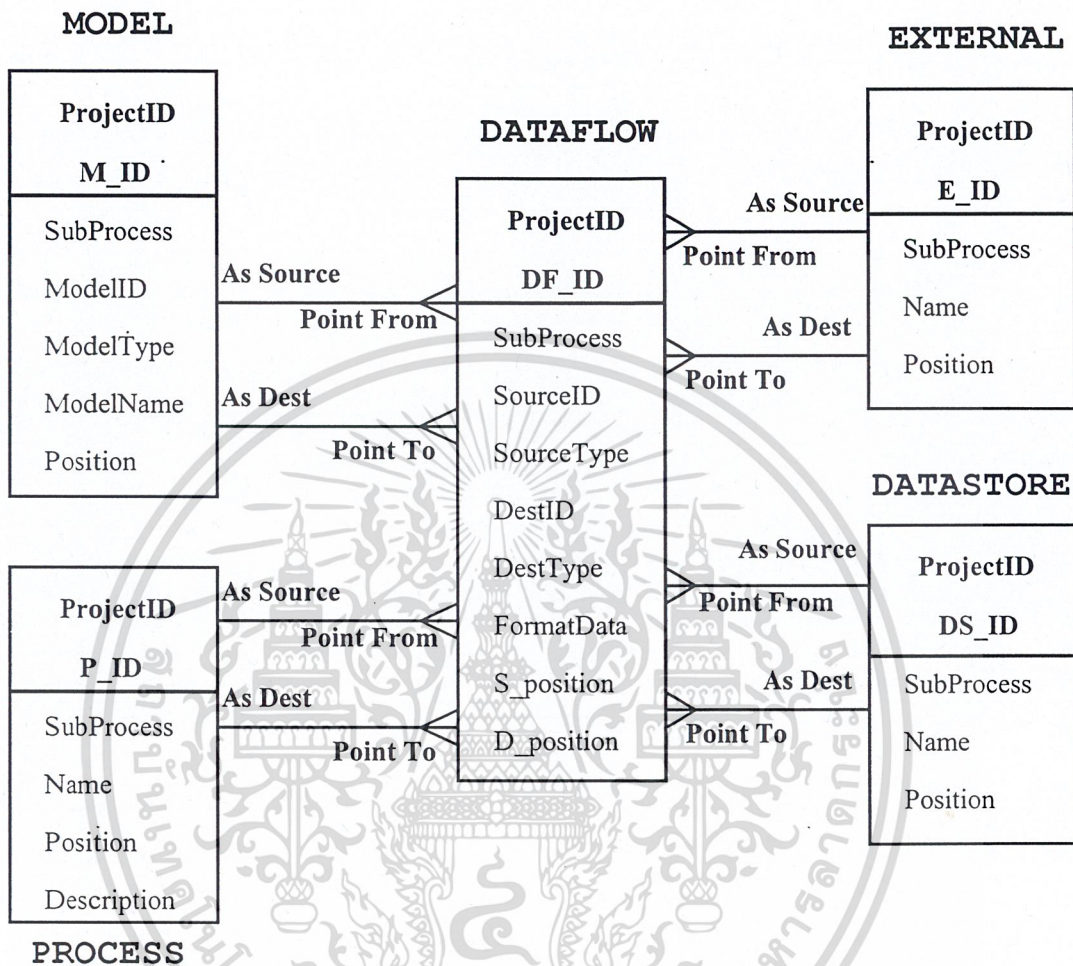 MODEL
ProjectID
M_ID
SubProcess
ModelID
ModelType
ModelName
Position
As Source
Point From
As Dest
Point To
PROCESS
ProjectID
P_ID
SubProcess
Name
Position
Description
As Source
Point From
As Dest
Point To
DATAFLOW
ProjectID
DF_ID
SubProcess
SourceID
SourceType
DestID
DestType
FormatData
S_position
D_position
EXTERNAL
ProjectID
E_ID
SubProcess
Name
Position
As Source
Point From
As Dest
Point To
DATASTORE
ProjectID
DS_ID
SubProcess
Name
Position
As Source
Point From
As Dest
Point To